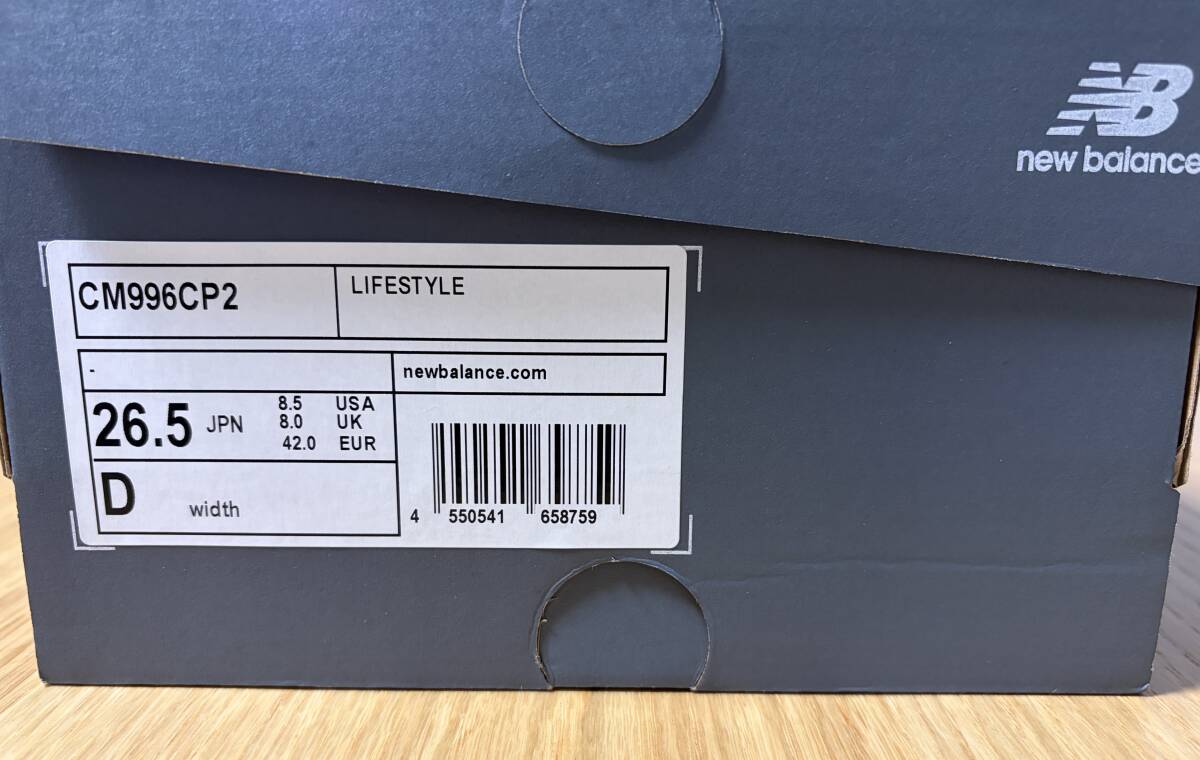 NB
new balance
CM996CP2
LIFESTYLE
-
newbalance.com
26.5 JPN
8.5 USA
8.0 UK
42.0 EUR
D width
4 550541 658759